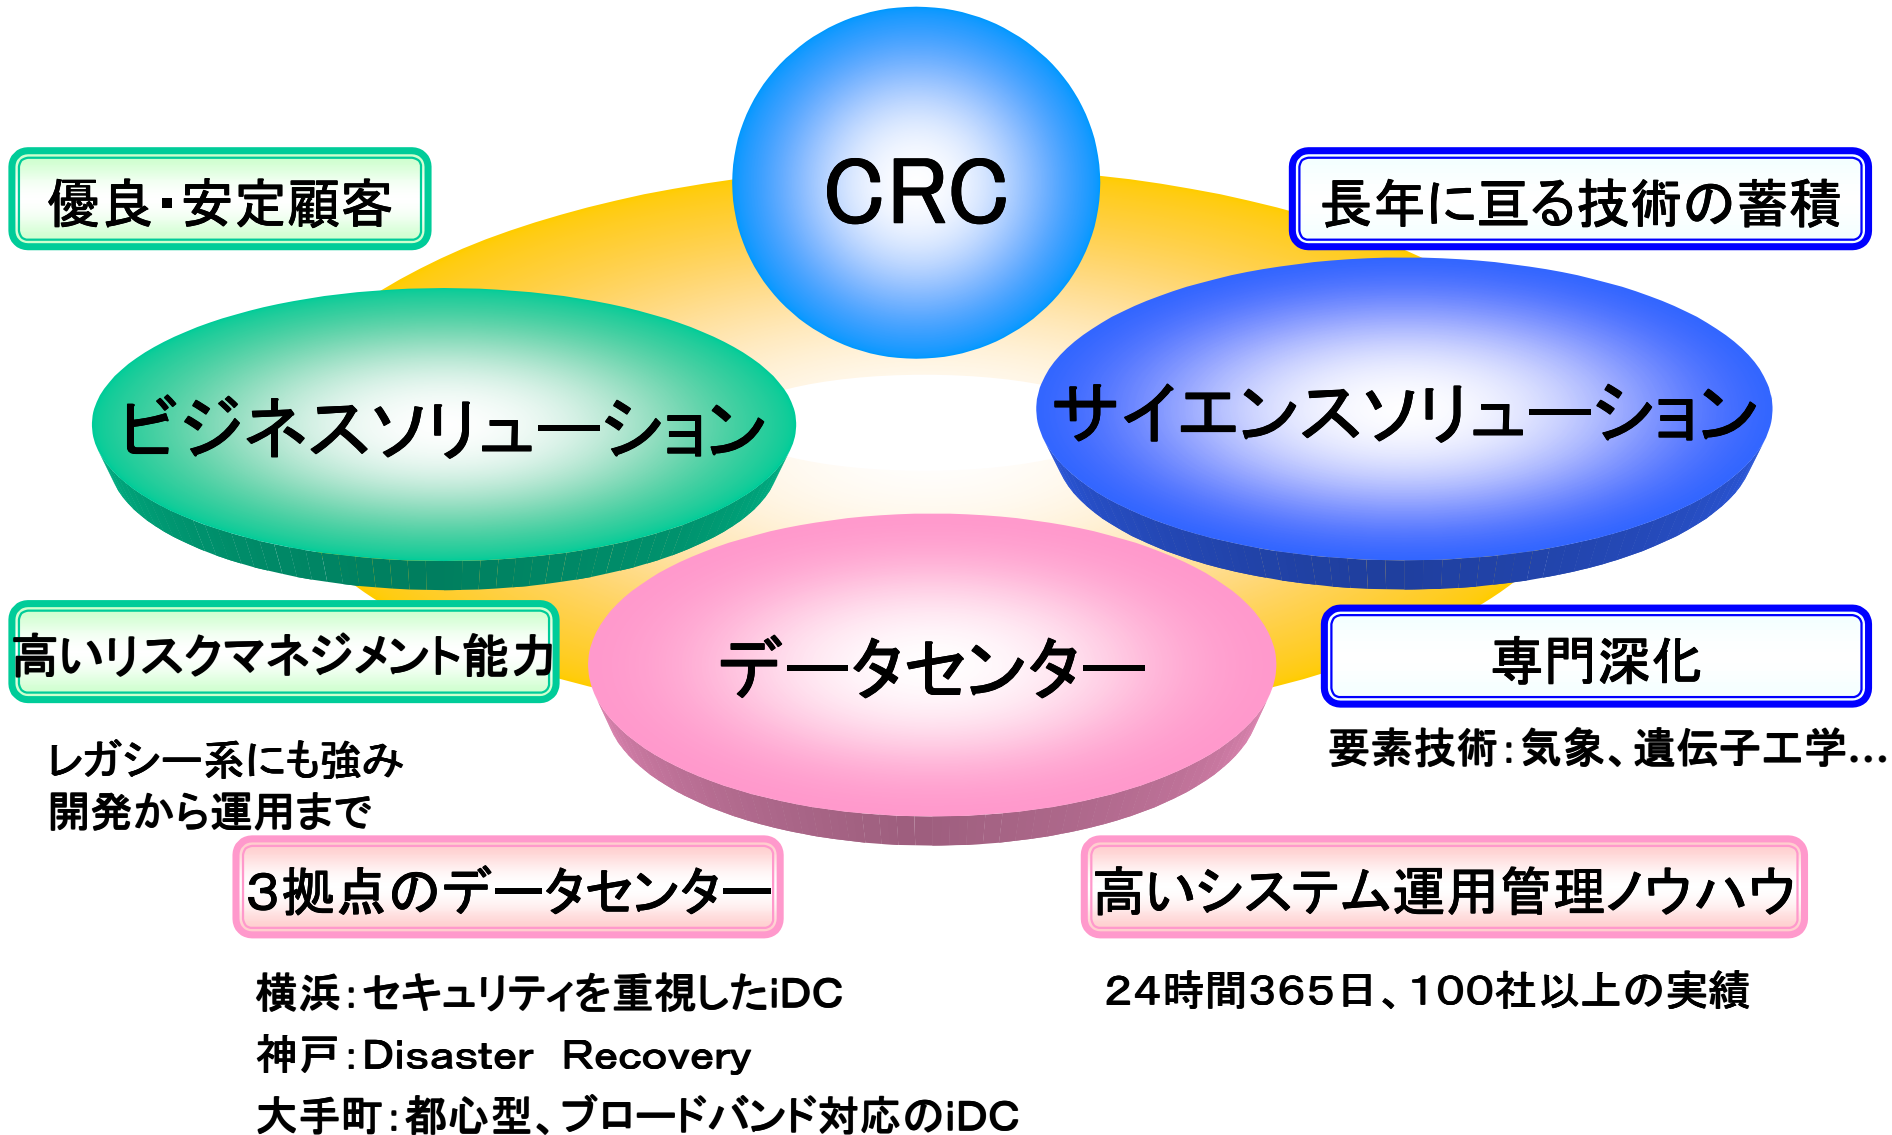 CRC
優良・安定顧客
長年に亘る技術の蓄積
ビジネスソリューション
サイエンスソリューション
データセンター
高いリスクマネジメント能力
レガシー系にも強み
開発から運用まで
専門深化
要素技術:気象、遺伝子工学…
3拠点のデータセンター
横浜:セキュリティを重視したiDC
神戸:Disaster Recovery
大手町:都心型、ブロードバンド対応のiDC
高いシステム運用管理ノウハウ
24時間365日、100社以上の実績